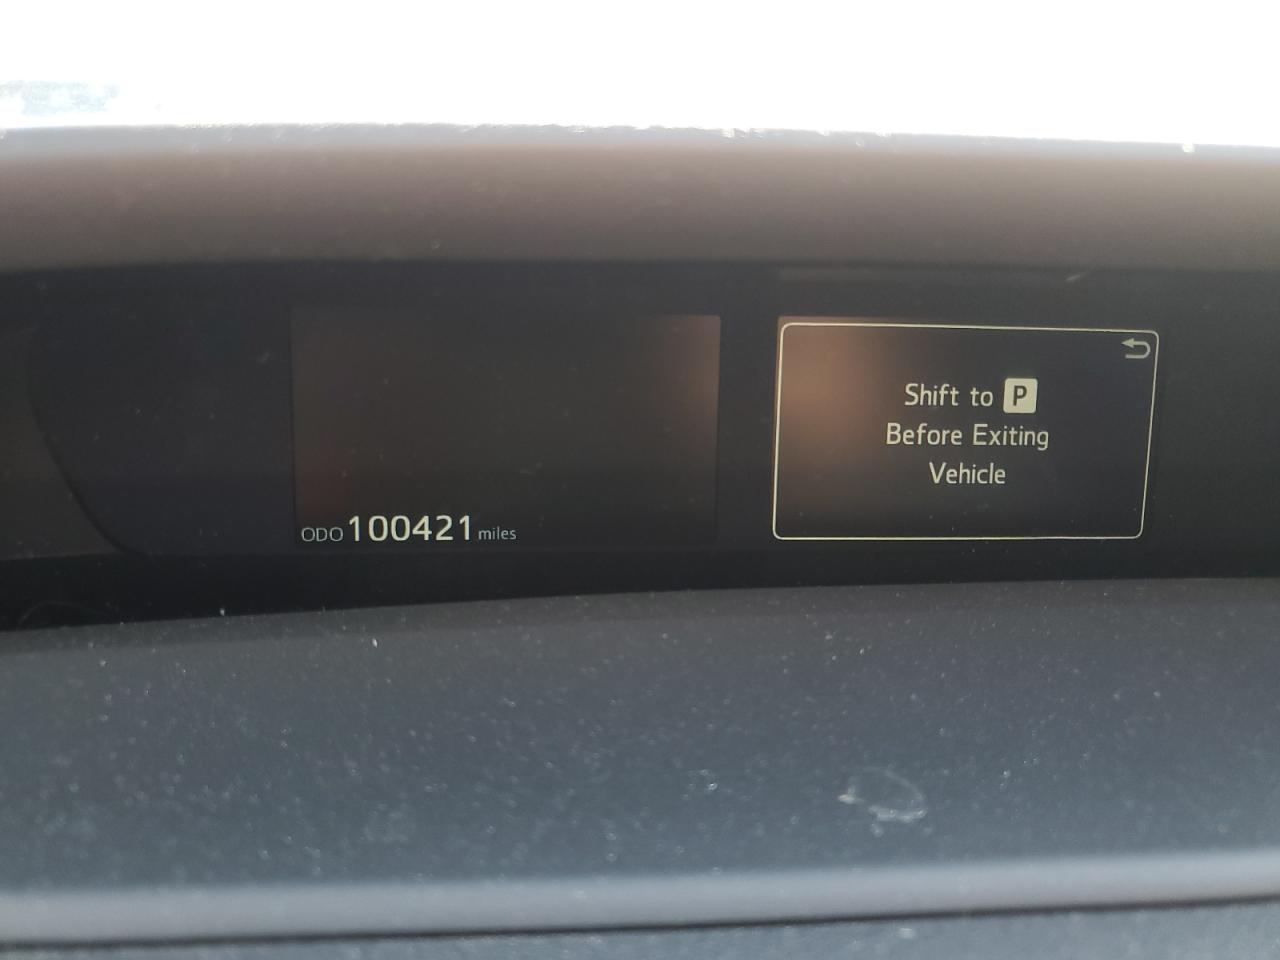 ODO 100421 miles
Shift to P
Before Exiting
Vehicle